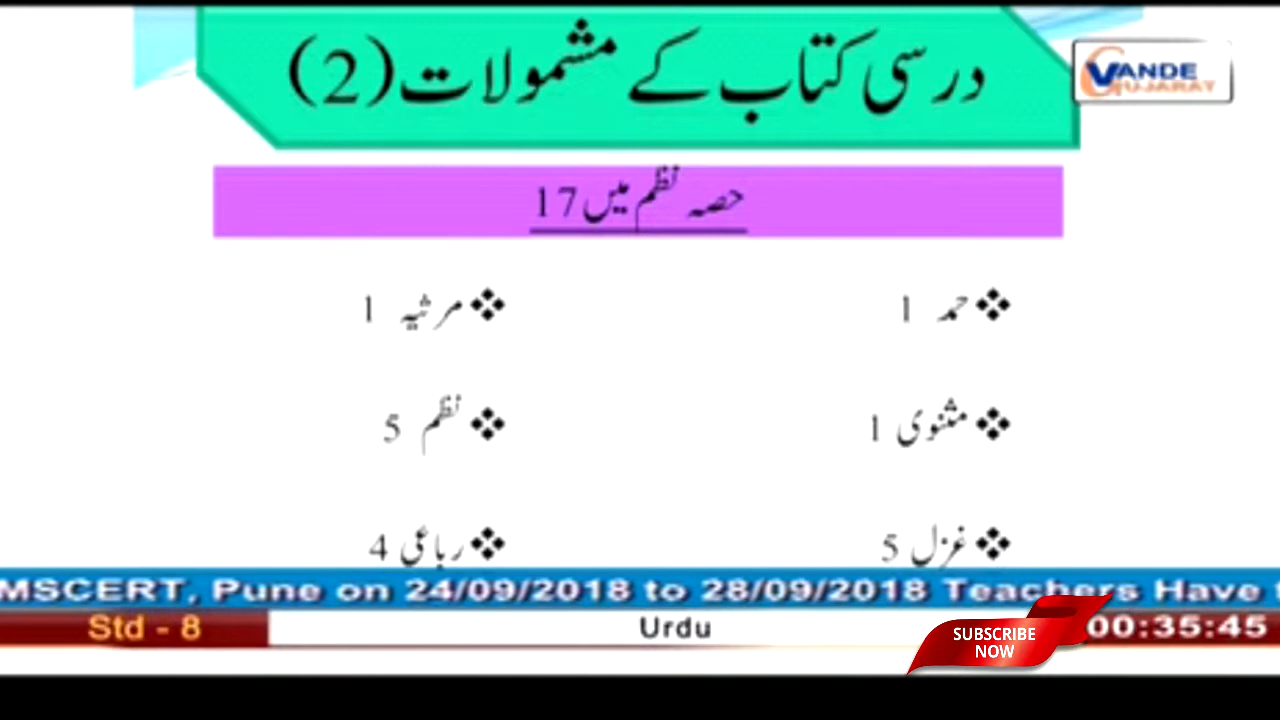 درسی کتاب کے مشمولات (2)
VANDE GUJARAT
حصہ نظم میں 17
❖ حمد 1
❖ مرثیہ 1
❖ مثنوی 1
❖ نظم 5
❖ غزل 5
❖ رباعی 4
MSCERT, Pune on 24/09/2018 to 28/09/2018 Teachers Have
Std - 8
Urdu
SUBSCRIBE
NOW
00:35:45